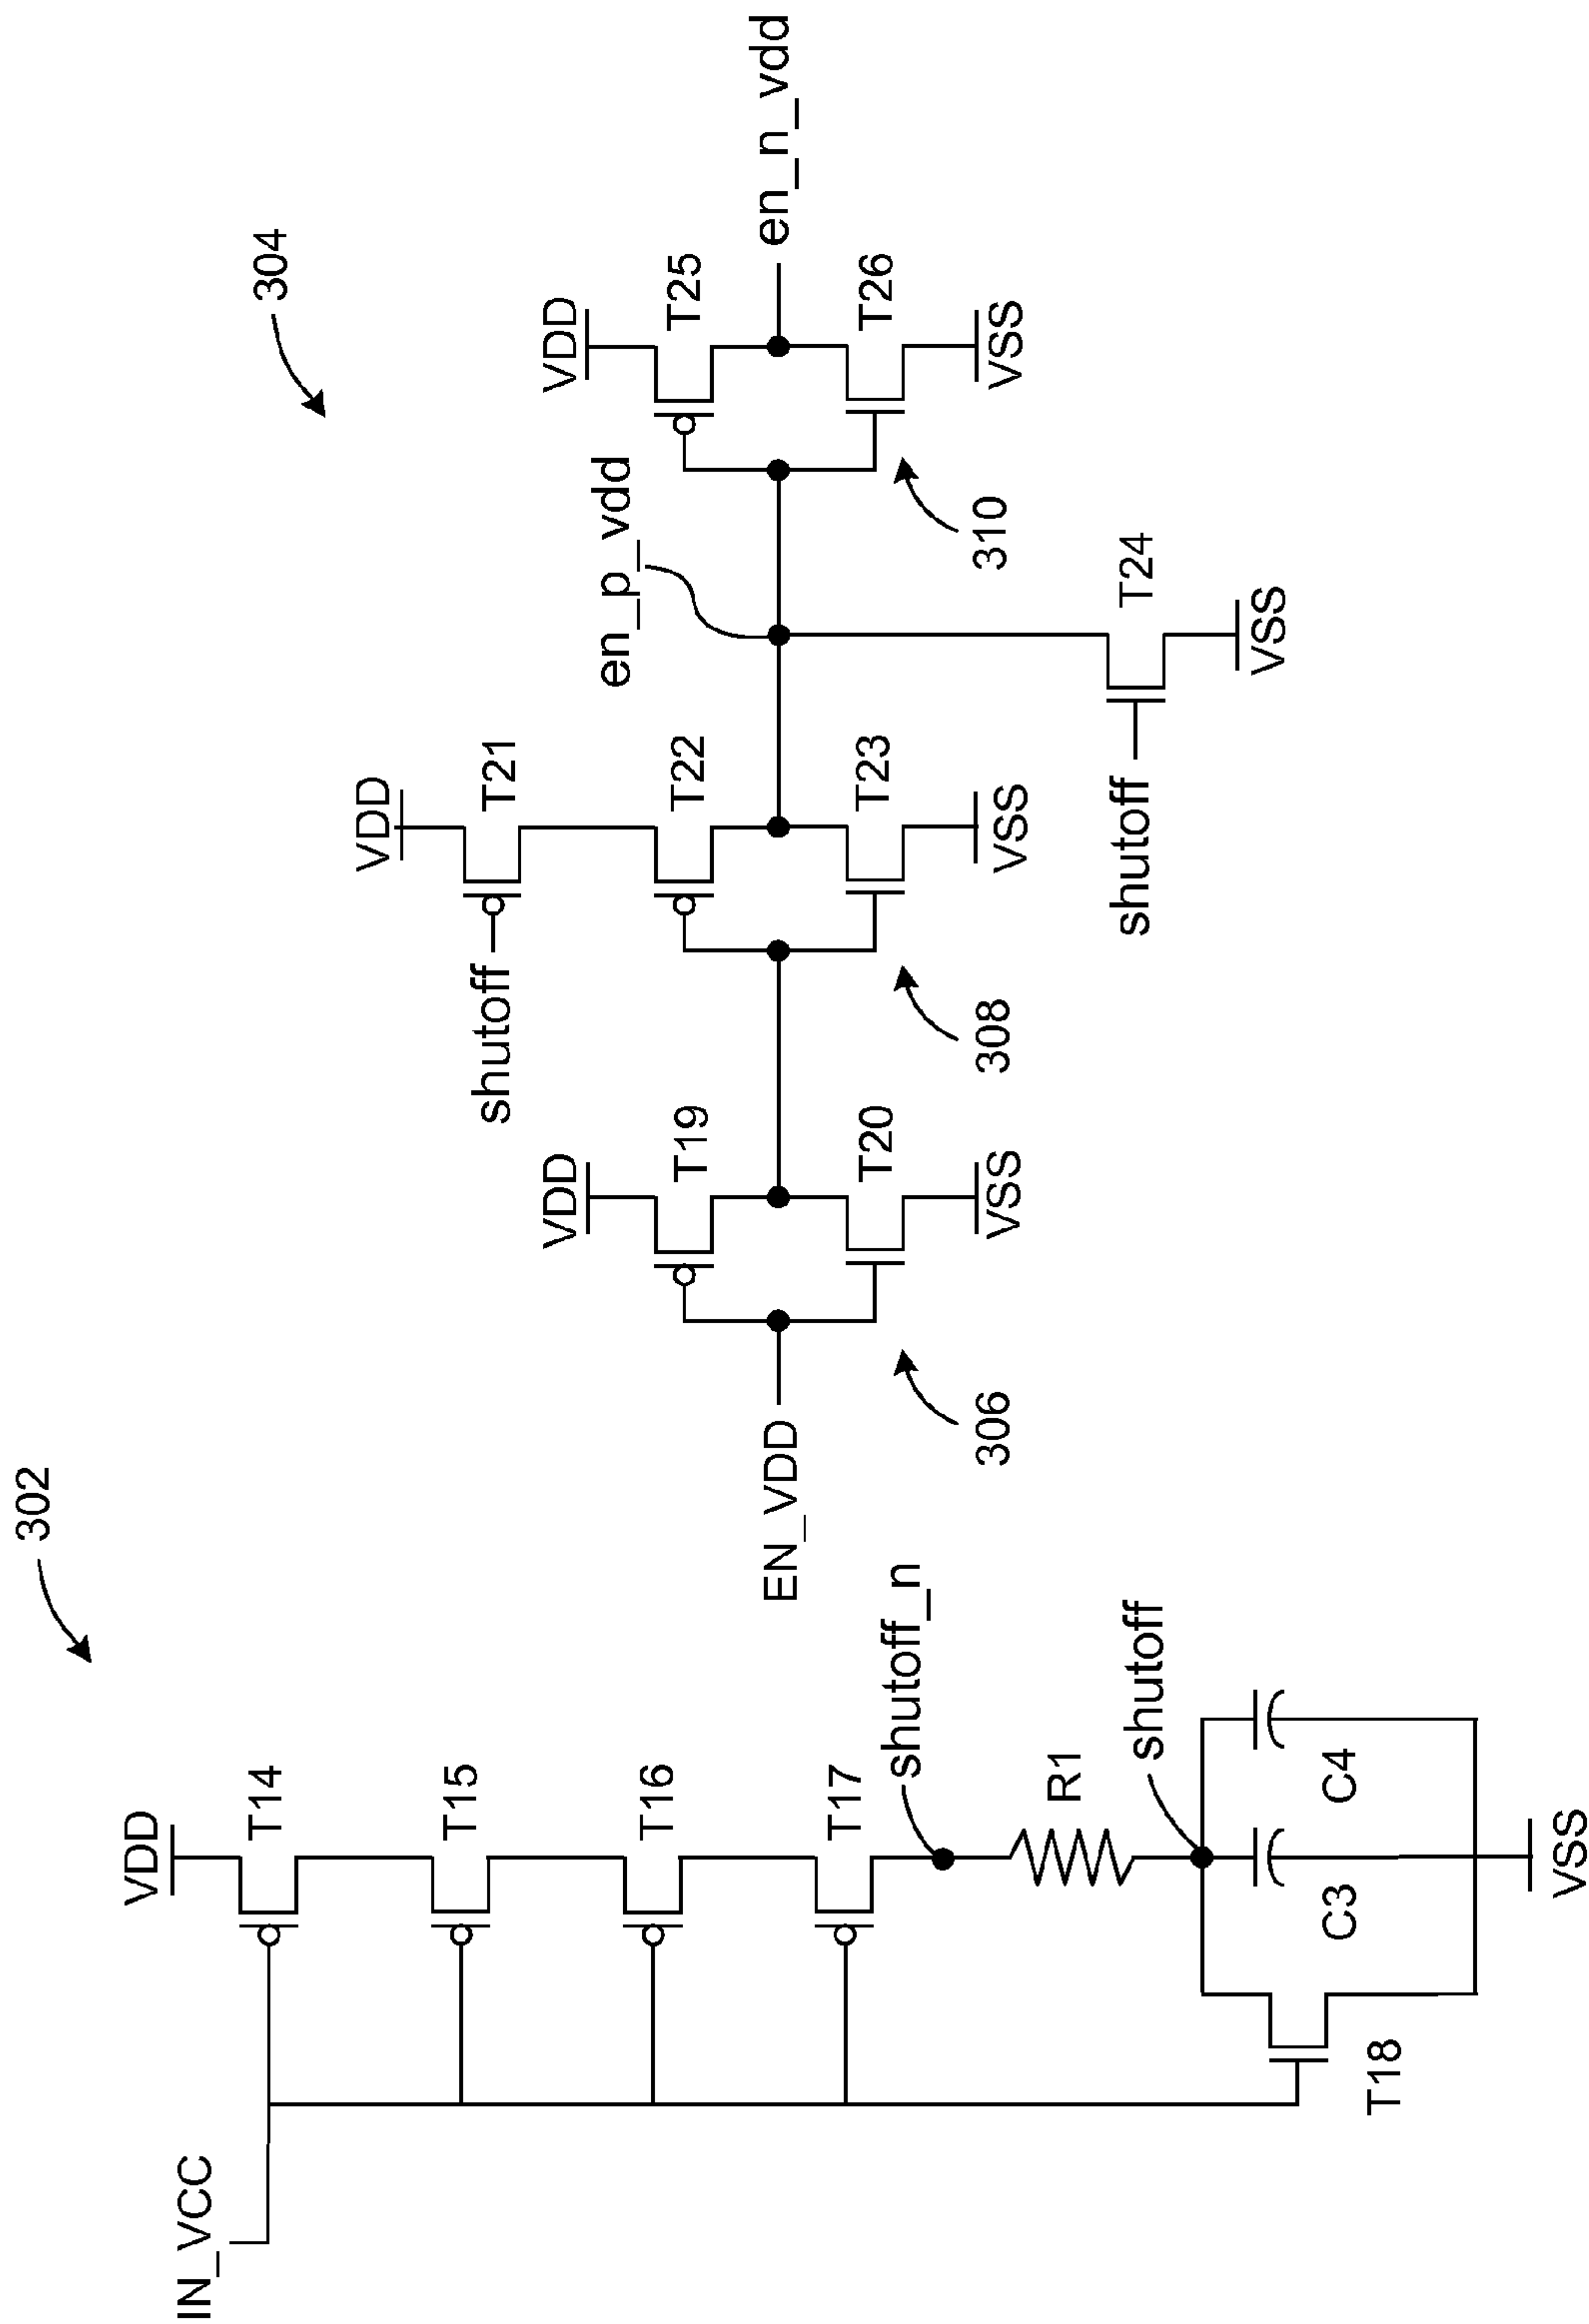 302
IN_VCC
VDD
T14
T15
T16
T17
shutoff_n
R1
shutoff
T18
C3
C4
VSS
304
EN_VDD
VDD
T19
T20
VSS
306
VDD
shutoff
T21
T22
T23
VSS
308
en_p_vdd
shutoff
T24
VSS
VDD
T25
T26
VSS
310
en_n_vdd